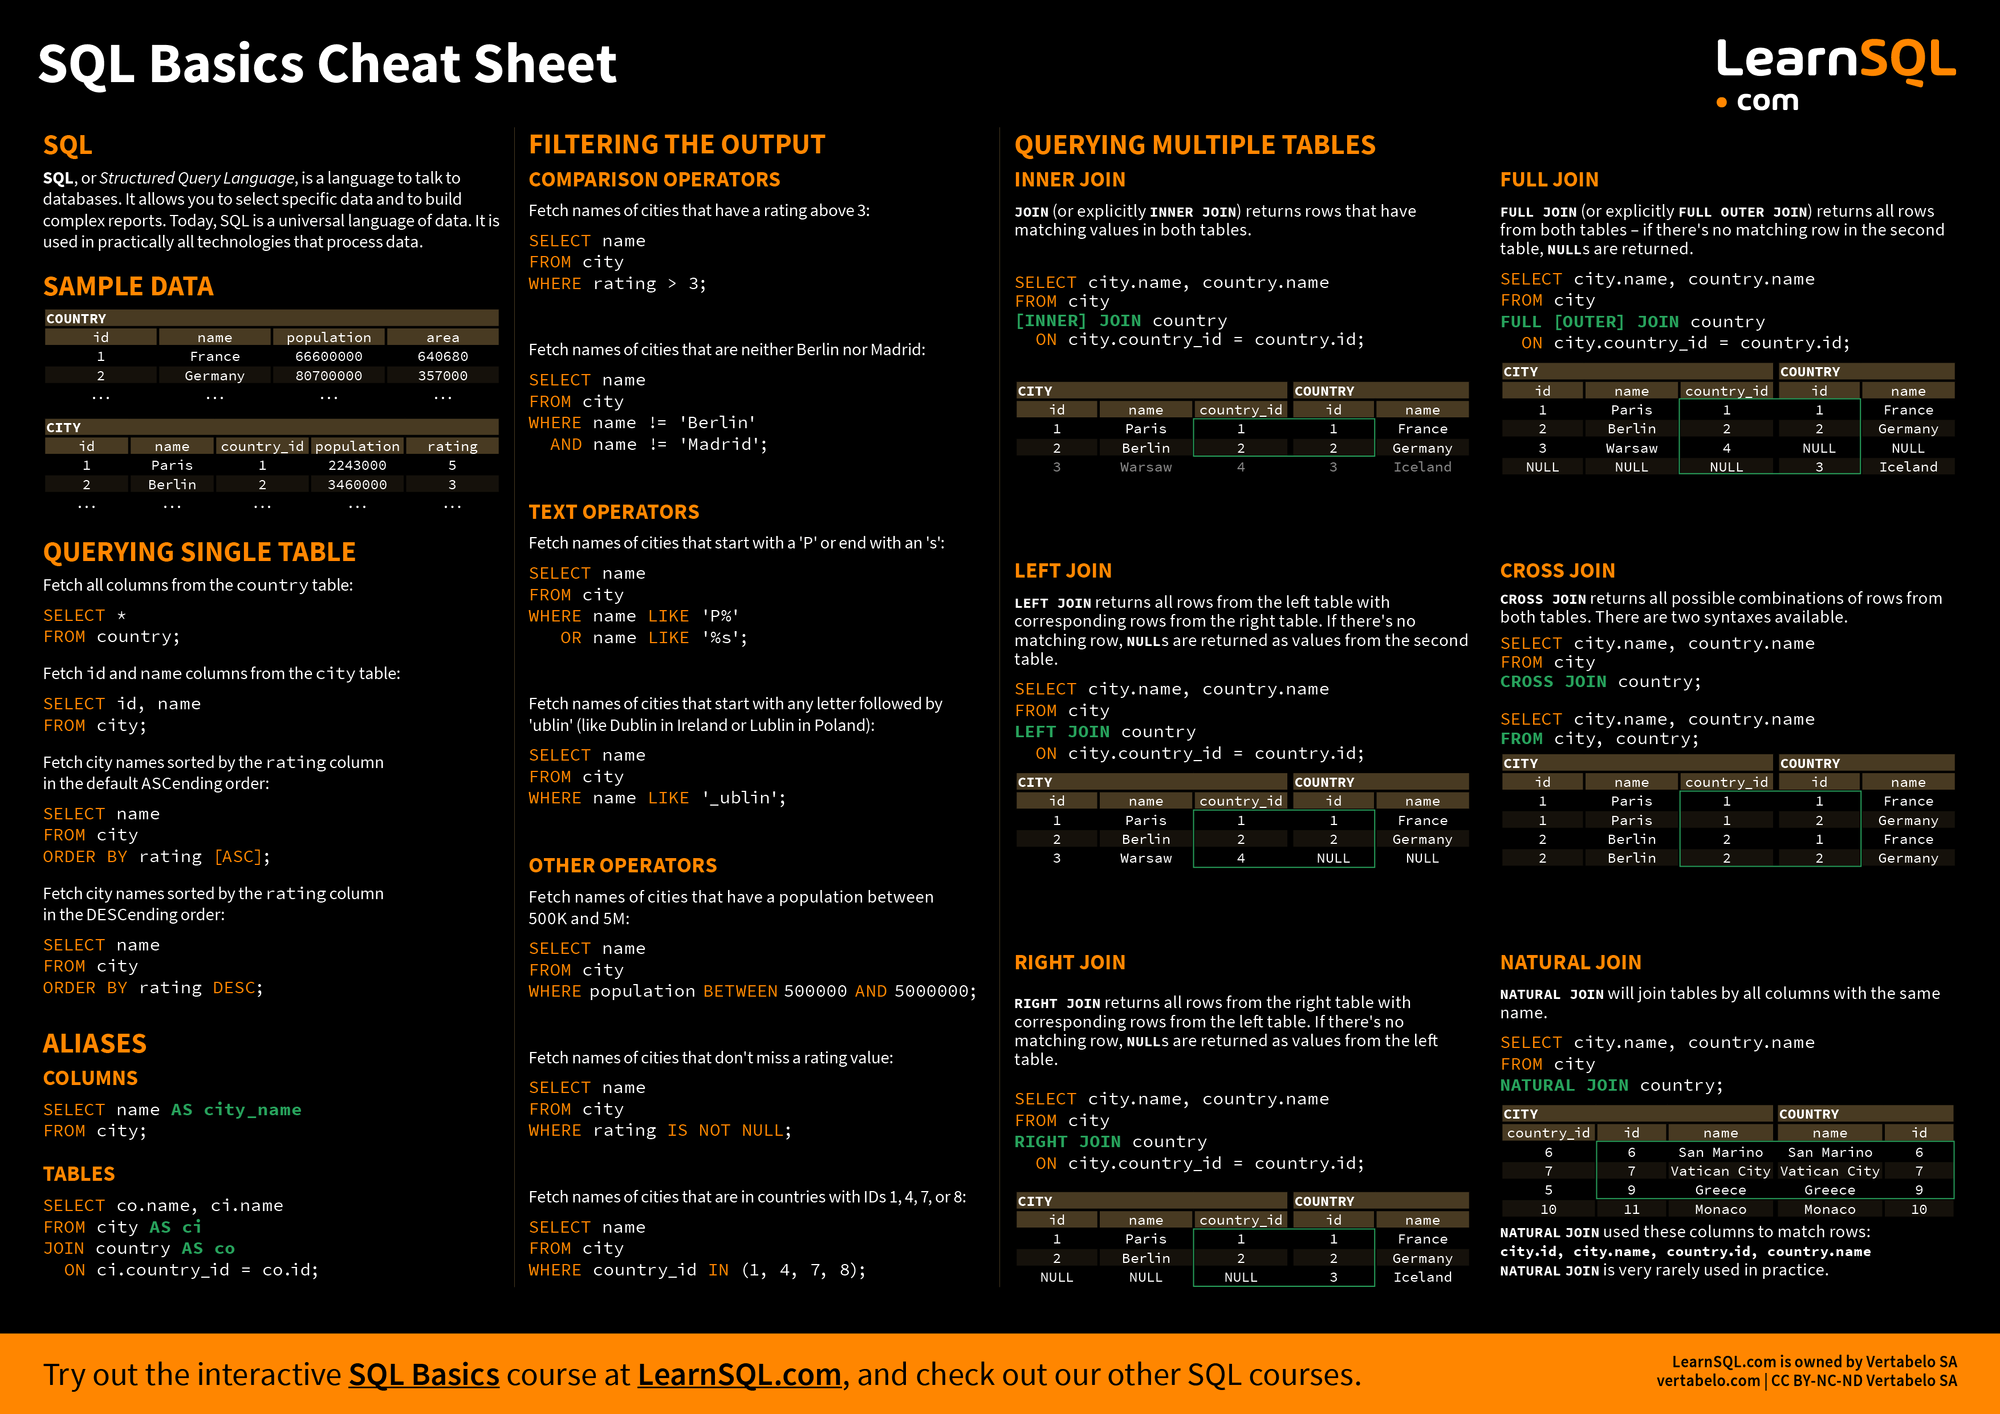 SQL Basics Cheat Sheet
LearnSQL
• com
SQL
SQL, or Structured Query Language, is a language to talk to
databases. It allows you to select specific data and to build
complex reports. Today, SQL is a universal language of data. It is
used in practically all technologies that process data.
SAMPLE DATA
COUNTRY
id name population area
1 France 66600000 640680
2 Germany 80700000 357000
... ... ... ...
CITY
id name country_id population rating
1 Paris 1 2243000 5
2 Berlin 2 3460000 3
... ... ... ... ...
QUERYING SINGLE TABLE
Fetch all columns from the country table:
SELECT *
FROM country;
Fetch id and name columns from the city table:
SELECT id, name
FROM city;
Fetch city names sorted by the rating column
in the default ASCending order:
SELECT name
FROM city
ORDER BY rating [ASC];
Fetch city names sorted by the rating column
in the DESCending order:
SELECT name
FROM city
ORDER BY rating DESC;
ALIASES
COLUMNS
SELECT name AS city_name
FROM city;
TABLES
SELECT co.name, ci.name
FROM city AS ci
JOIN country AS co
ON ci.country_id = co.id;
FILTERING THE OUTPUT
COMPARISON OPERATORS
Fetch names of cities that have a rating above 3:
SELECT name
FROM city
WHERE rating > 3;
Fetch names of cities that are neither Berlin nor Madrid:
SELECT name
FROM city
WHERE name != 'Berlin'
AND name != 'Madrid';
TEXT OPERATORS
Fetch names of cities that start with a 'P' or end with an 's':
SELECT name
FROM city
WHERE name LIKE 'P%'
OR name LIKE '%s';
Fetch names of cities that start with any letter followed by
'ublin' (like Dublin in Ireland or Lublin in Poland):
SELECT name
FROM city
WHERE name LIKE '_ublin';
OTHER OPERATORS
Fetch names of cities that have a population between
500K and 5M:
SELECT name
FROM city
WHERE population BETWEEN 500000 AND 5000000;
Fetch names of cities that don't miss a rating value:
SELECT name
FROM city
WHERE rating IS NOT NULL;
Fetch names of cities that are in countries with IDs 1, 4, 7, or 8:
SELECT name
FROM city
WHERE country_id IN (1, 4, 7, 8);
QUERYING MULTIPLE TABLES
INNER JOIN
JOIN (or explicitly INNER JOIN) returns rows that have
matching values in both tables.
SELECT city.name, country.name
FROM city
[INNER] JOIN country
ON city.country_id = country.id;
CITY COUNTRY
id name country_id id name
1 Paris 1 1 France
2 Berlin 2 2 Germany
3 Warsaw 4 3 Iceland
LEFT JOIN
LEFT JOIN returns all rows from the left table with
corresponding rows from the right table. If there's no
matching row, NULLs are returned as values from the second
table.
SELECT city.name, country.name
FROM city
LEFT JOIN country
ON city.country_id = country.id;
CITY COUNTRY
id name country_id id name
1 Paris 1 1 France
2 Berlin 2 2 Germany
3 Warsaw 4 NULL NULL
RIGHT JOIN
RIGHT JOIN returns all rows from the right table with
corresponding rows from the left table. If there's no
matching row, NULLs are returned as values from the left
table.
SELECT city.name, country.name
FROM city
RIGHT JOIN country
ON city.country_id = country.id;
CITY COUNTRY
id name country_id id name
1 Paris 1 1 France
2 Berlin 2 2 Germany
NULL NULL NULL 3 Iceland
FULL JOIN
FULL JOIN (or explicitly FULL OUTER JOIN) returns all rows
from both tables – if there's no matching row in the second
table, NULLs are returned.
SELECT city.name, country.name
FROM city
FULL [OUTER] JOIN country
ON city.country_id = country.id;
CITY COUNTRY
id name country_id id name
1 Paris 1 1 France
2 Berlin 2 2 Germany
3 Warsaw 4 NULL NULL
NULL NULL NULL 3 Iceland
CROSS JOIN
CROSS JOIN returns all possible combinations of rows from
both tables. There are two syntaxes available.
SELECT city.name, country.name
FROM city
CROSS JOIN country;
SELECT city.name, country.name
FROM city, country;
CITY COUNTRY
id name country_id id name
1 Paris 1 1 France
1 Paris 1 2 Germany
2 Berlin 2 1 France
2 Berlin 2 2 Germany
NATURAL JOIN
NATURAL JOIN will join tables by all columns with the same
name.
SELECT city.name, country.name
FROM city
NATURAL JOIN country;
CITY COUNTRY
country_id id name name id
6 6 San Marino San Marino 6
7 7 Vatican City Vatican City 7
5 9 Greece Greece 9
10 11 Monaco Monaco 10
NATURAL JOIN used these columns to match rows:
city.id, city.name, country.id, country.name
NATURAL JOIN is very rarely used in practice.
Try out the interactive SQL Basics course at LearnSQL.com, and check out our other SQL courses.
LearnSQL.com is owned by Vertabelo SA
vertabelo.com | CC BY-NC-ND Vertabelo SA